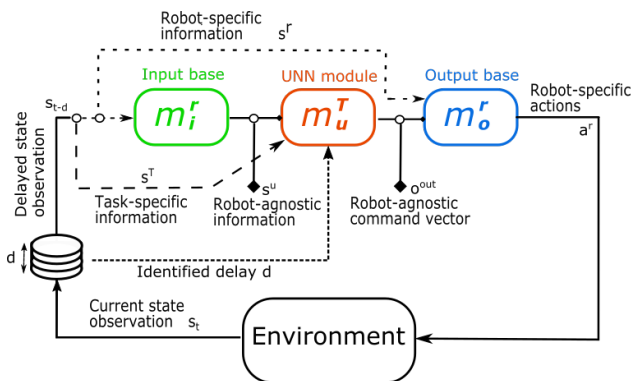 Robot-specific
information s^r
Input base
UNN module
Output base
Robot-specific
actions
a^r
s_{t-d}
m_i^r
m_u^T
m_o^r
Delayed state
observation
s^T
Task-specific
information
s^u
Robot-agnostic
information
o^out
Robot-agnostic
command vector
d
Identified delay d
Current state
observation s_t
Environment